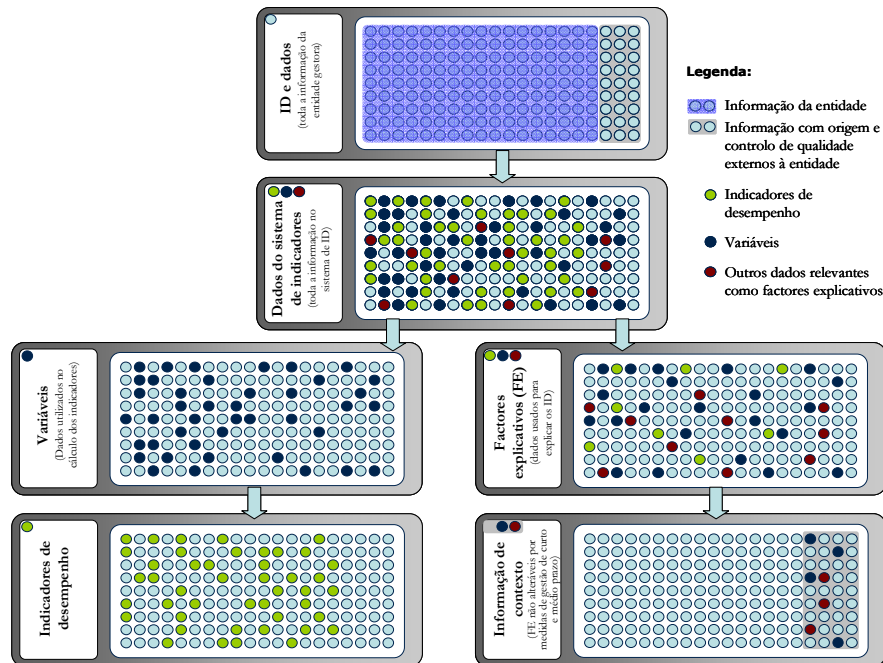 ID e dados
(toda a informação da
entidade gestora)
Legenda:
Informação da entidade
Informação com origem e
controlo de qualidade
externos à entidade
Indicadores de
desempenho
Variáveis
Outros dados relevantes
como factores explicativos
Dados do sistema
de indicadores
(toda a informação no
sistema de ID)
Variáveis
(Dados utilizados no
cálculo dos indicadores)
Factores
explicativos (FE)
(dados usados para
explicar os ID)
Indicadores de
desempenho
Informação de
contexto
(FE não alteráveis por
medidas de gestão de curto
e médio prazo)